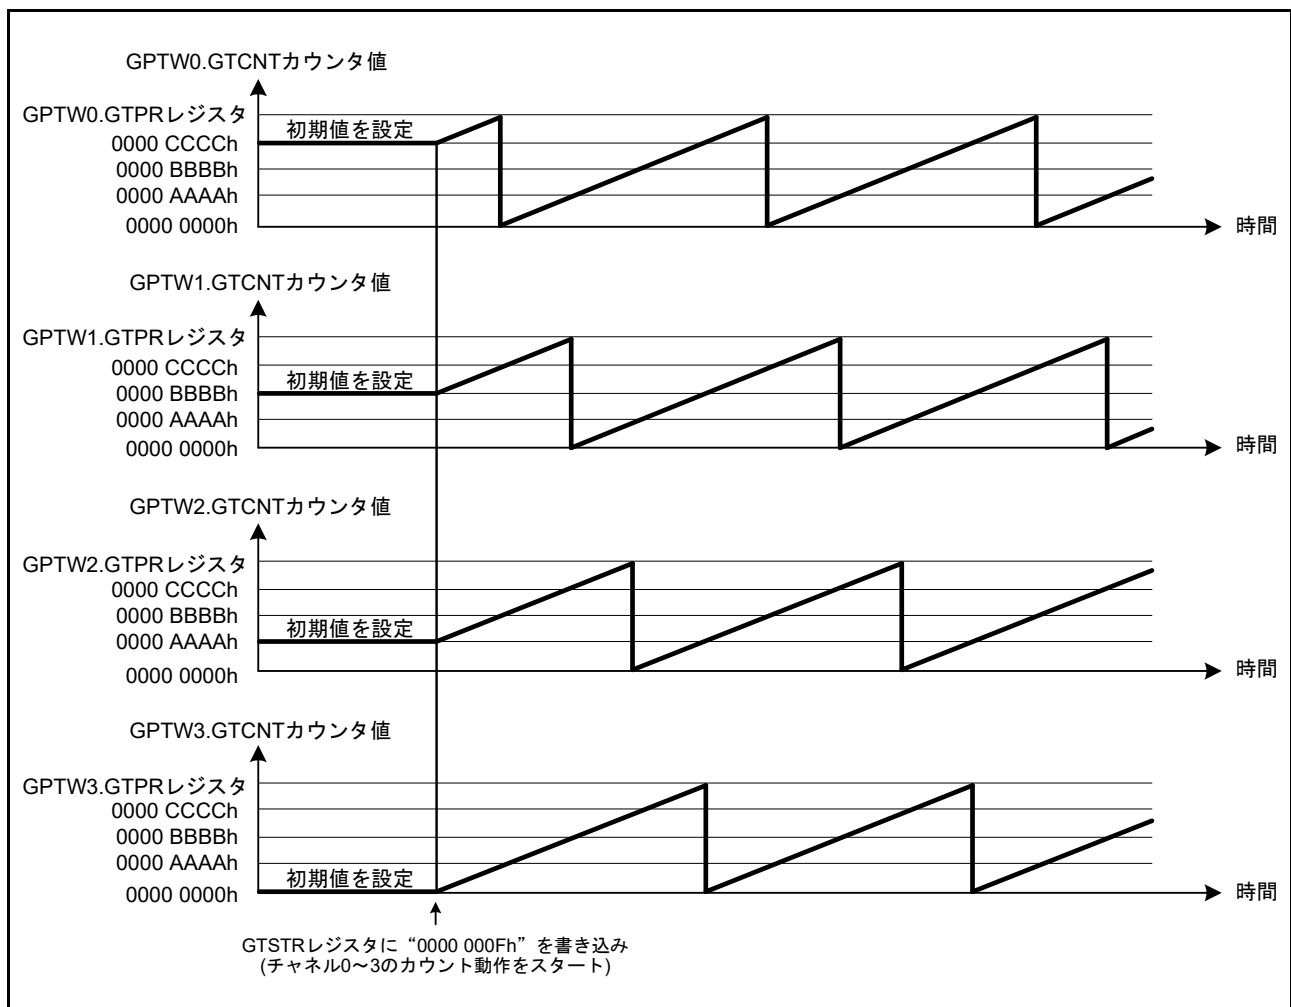 GPTW0.GTCNTカウンタ値
GPTW0.GTPRレジスタ
初期値を設定
0000 CCCCh
0000 BBBBh
0000 AAAAh
0000 0000h
時間
GPTW1.GTCNTカウンタ値
GPTW1.GTPRレジスタ
0000 CCCCh
初期値を設定
0000 BBBBh
0000 AAAAh
0000 0000h
時間
GPTW2.GTCNTカウンタ値
GPTW2.GTPRレジスタ
0000 CCCCh
0000 BBBBh
初期値を設定
0000 AAAAh
0000 0000h
時間
GPTW3.GTCNTカウンタ値
GPTW3.GTPRレジスタ
0000 CCCCh
0000 BBBBh
0000 AAAAh
初期値を設定
0000 0000h
時間
GTSTRレジスタに“0000 000Fh”を書き込み
(チャネル0～3のカウント動作をスタート)